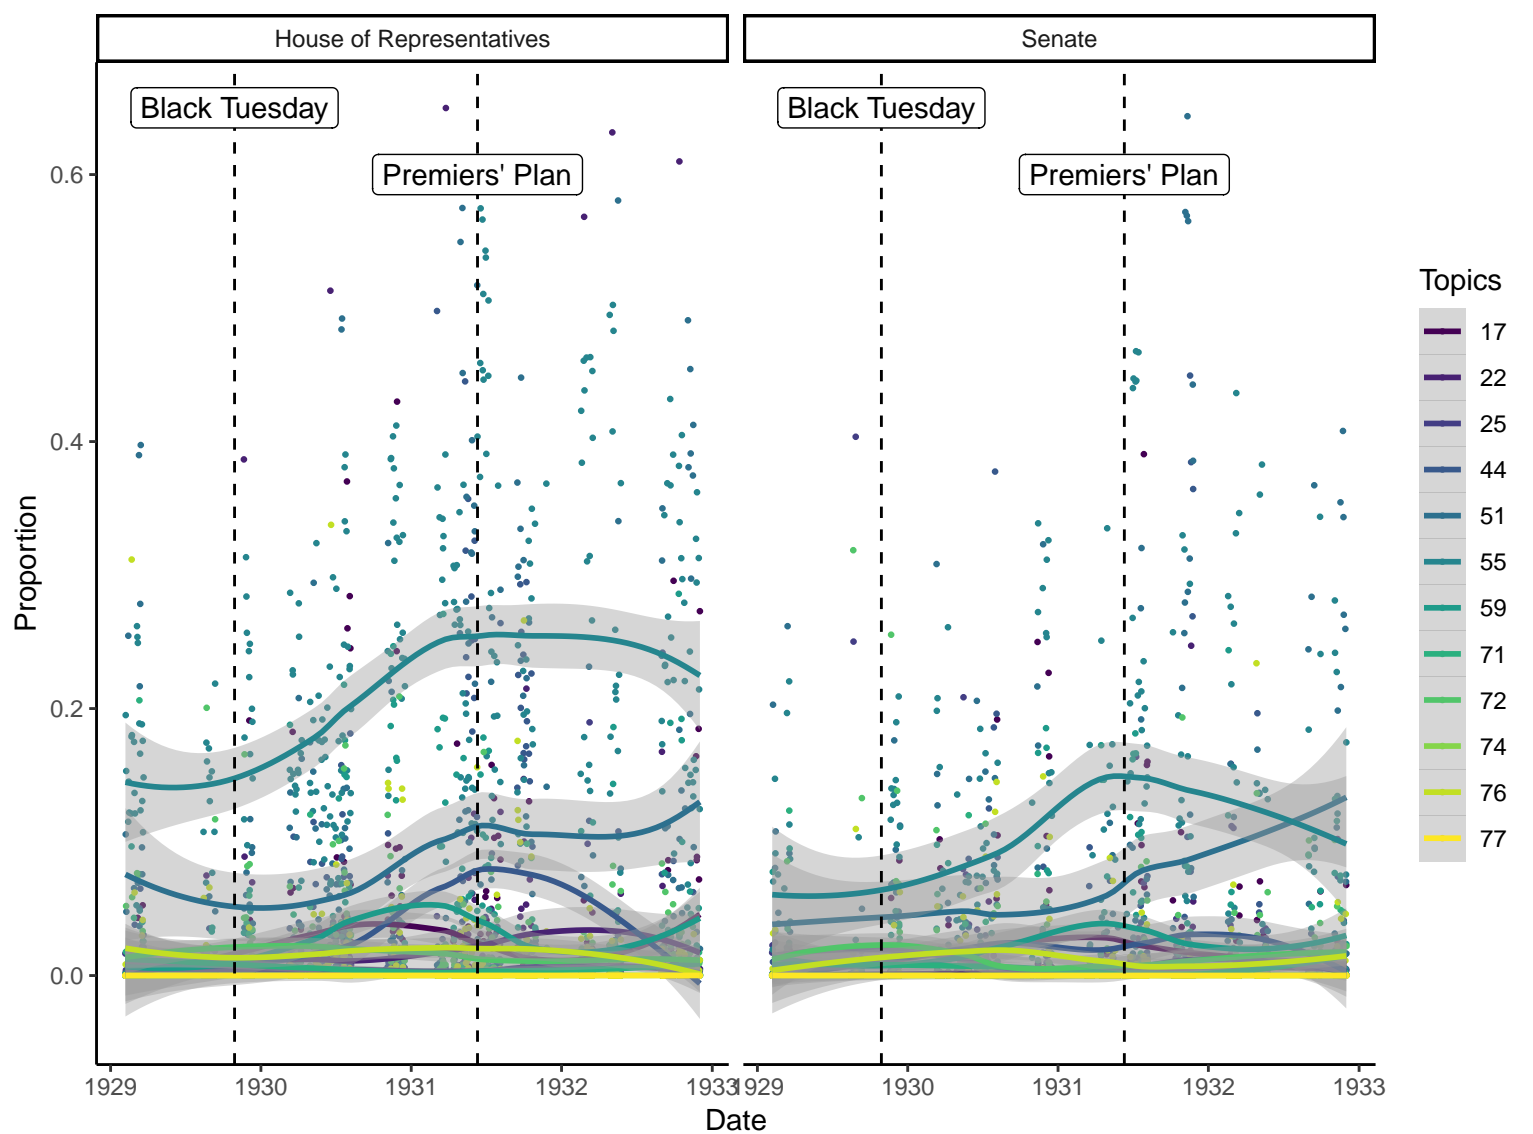 House of Representatives
Senate
Black Tuesday
Black Tuesday
Premiers' Plan
Premiers' Plan
Proportion
0.6
0.4
0.2
0.0
1929
1930
1931
1932
1933
1929
1930
1931
1932
1933
Date
Topics
17
22
25
44
51
55
59
71
72
74
76
77